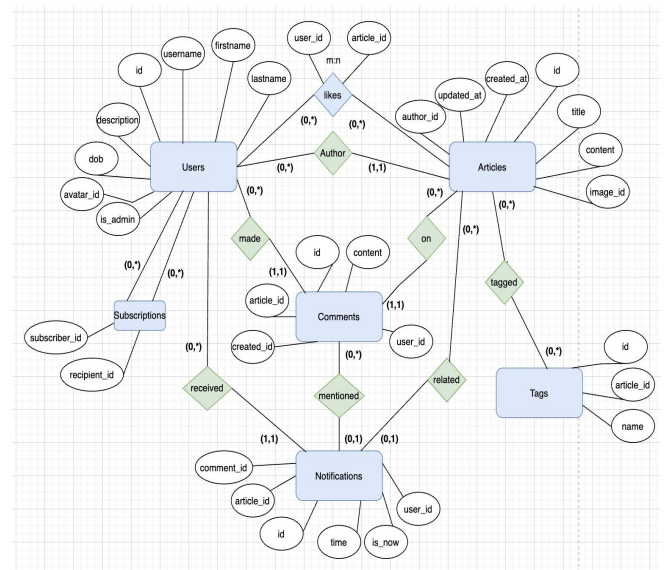 user_id
article_id
firstname
username
m:n
id
lastname
likes
created_at
id
updated_at
author_id
title
description
(0,*)
(0,*)
content
dob
Users
(0,*)
Author
(1,1)
Articles
avatar_id
image_id
is_admin
(0,*)
(0,*)
(0,*)
made
on
(0,*)
(0,*)
id
content
(1,1)
tagged
article_id
(1,1)
Subscriptions
Comments
subscriber_id
created_id
user_id
id
(0,*)
(0,*)
(0,*)
recipient_id
related
article_id
received
mentioned
Tags
name
(1,1)
(0,1)
(0,1)
comment_id
Notifications
article_id
user_id
id
time
is_now